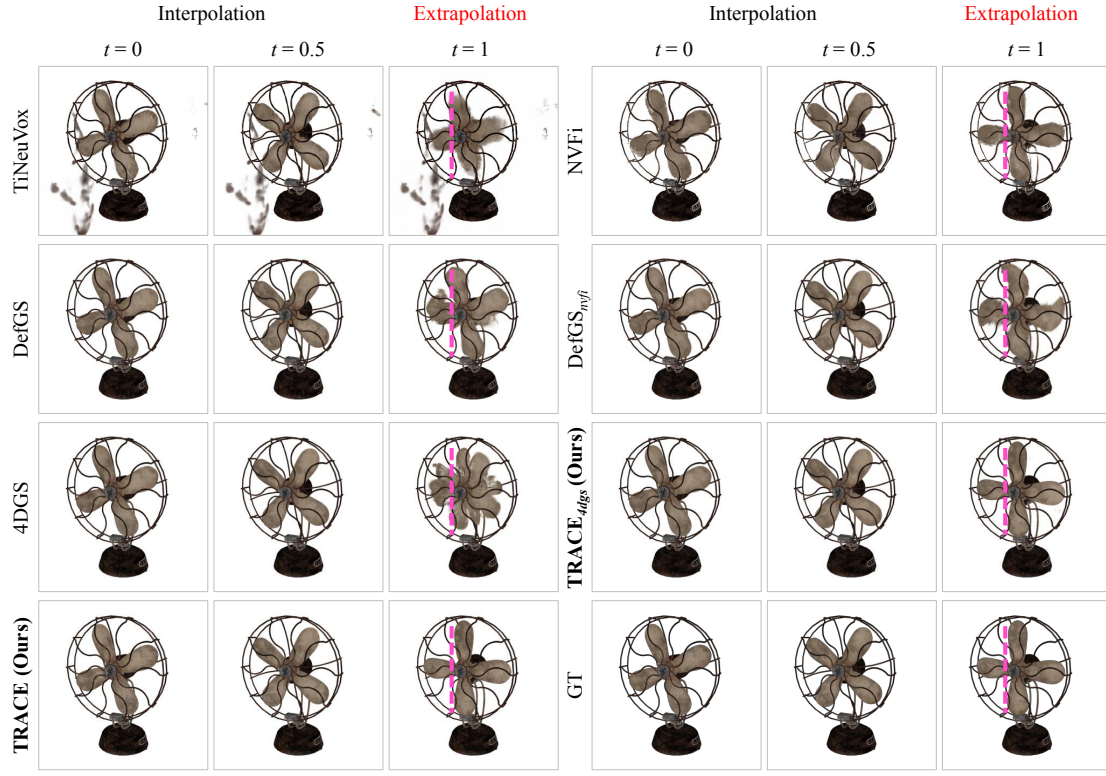 Interpolation Extrapolation Interpolation Extrapolation
t = 0 t = 0.5 t = 1 t = 0 t = 0.5 t = 1
TiNeuVox NVFi
DefGS DefGSnvfi
4DGS TRACE4dgs (Ours)
TRACE (Ours) GT